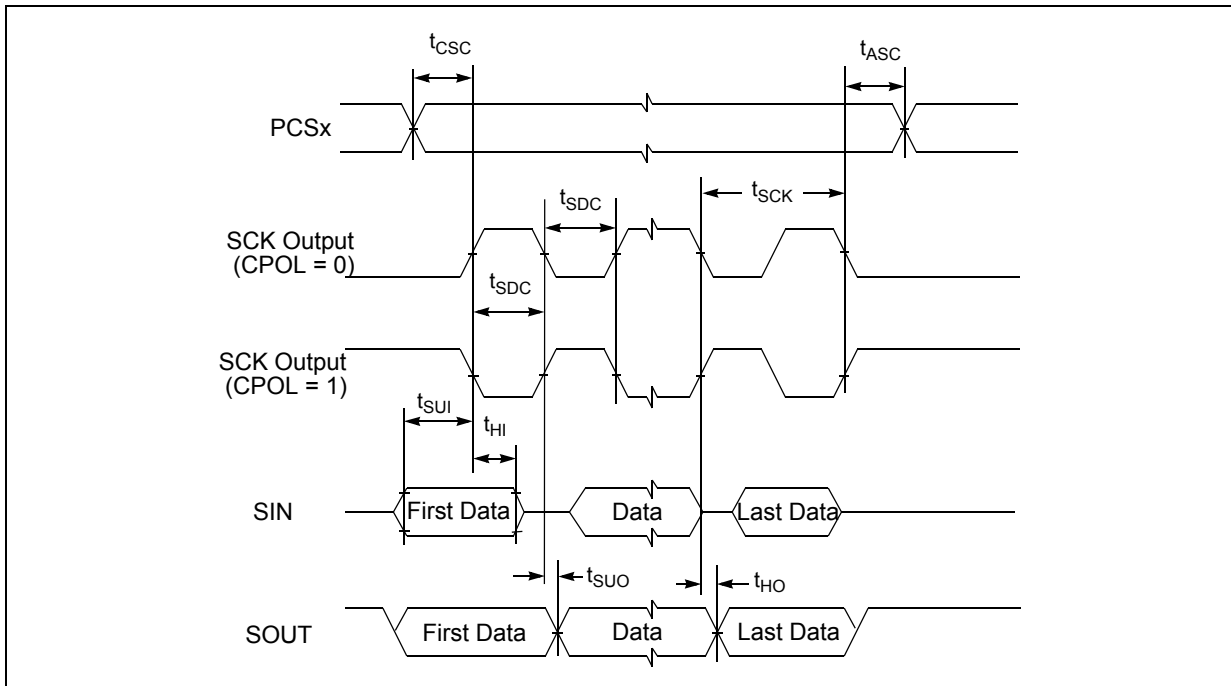 tCSC
tASC
PCSx
tSCK
tSDC
SCK Output
(CPOL = 0)
tSDC
SCK Output
(CPOL = 1)
tSUI
tHI
SIN
First Data
Data
Last Data
tSUO
tHO
SOUT
First Data
Data
Last Data